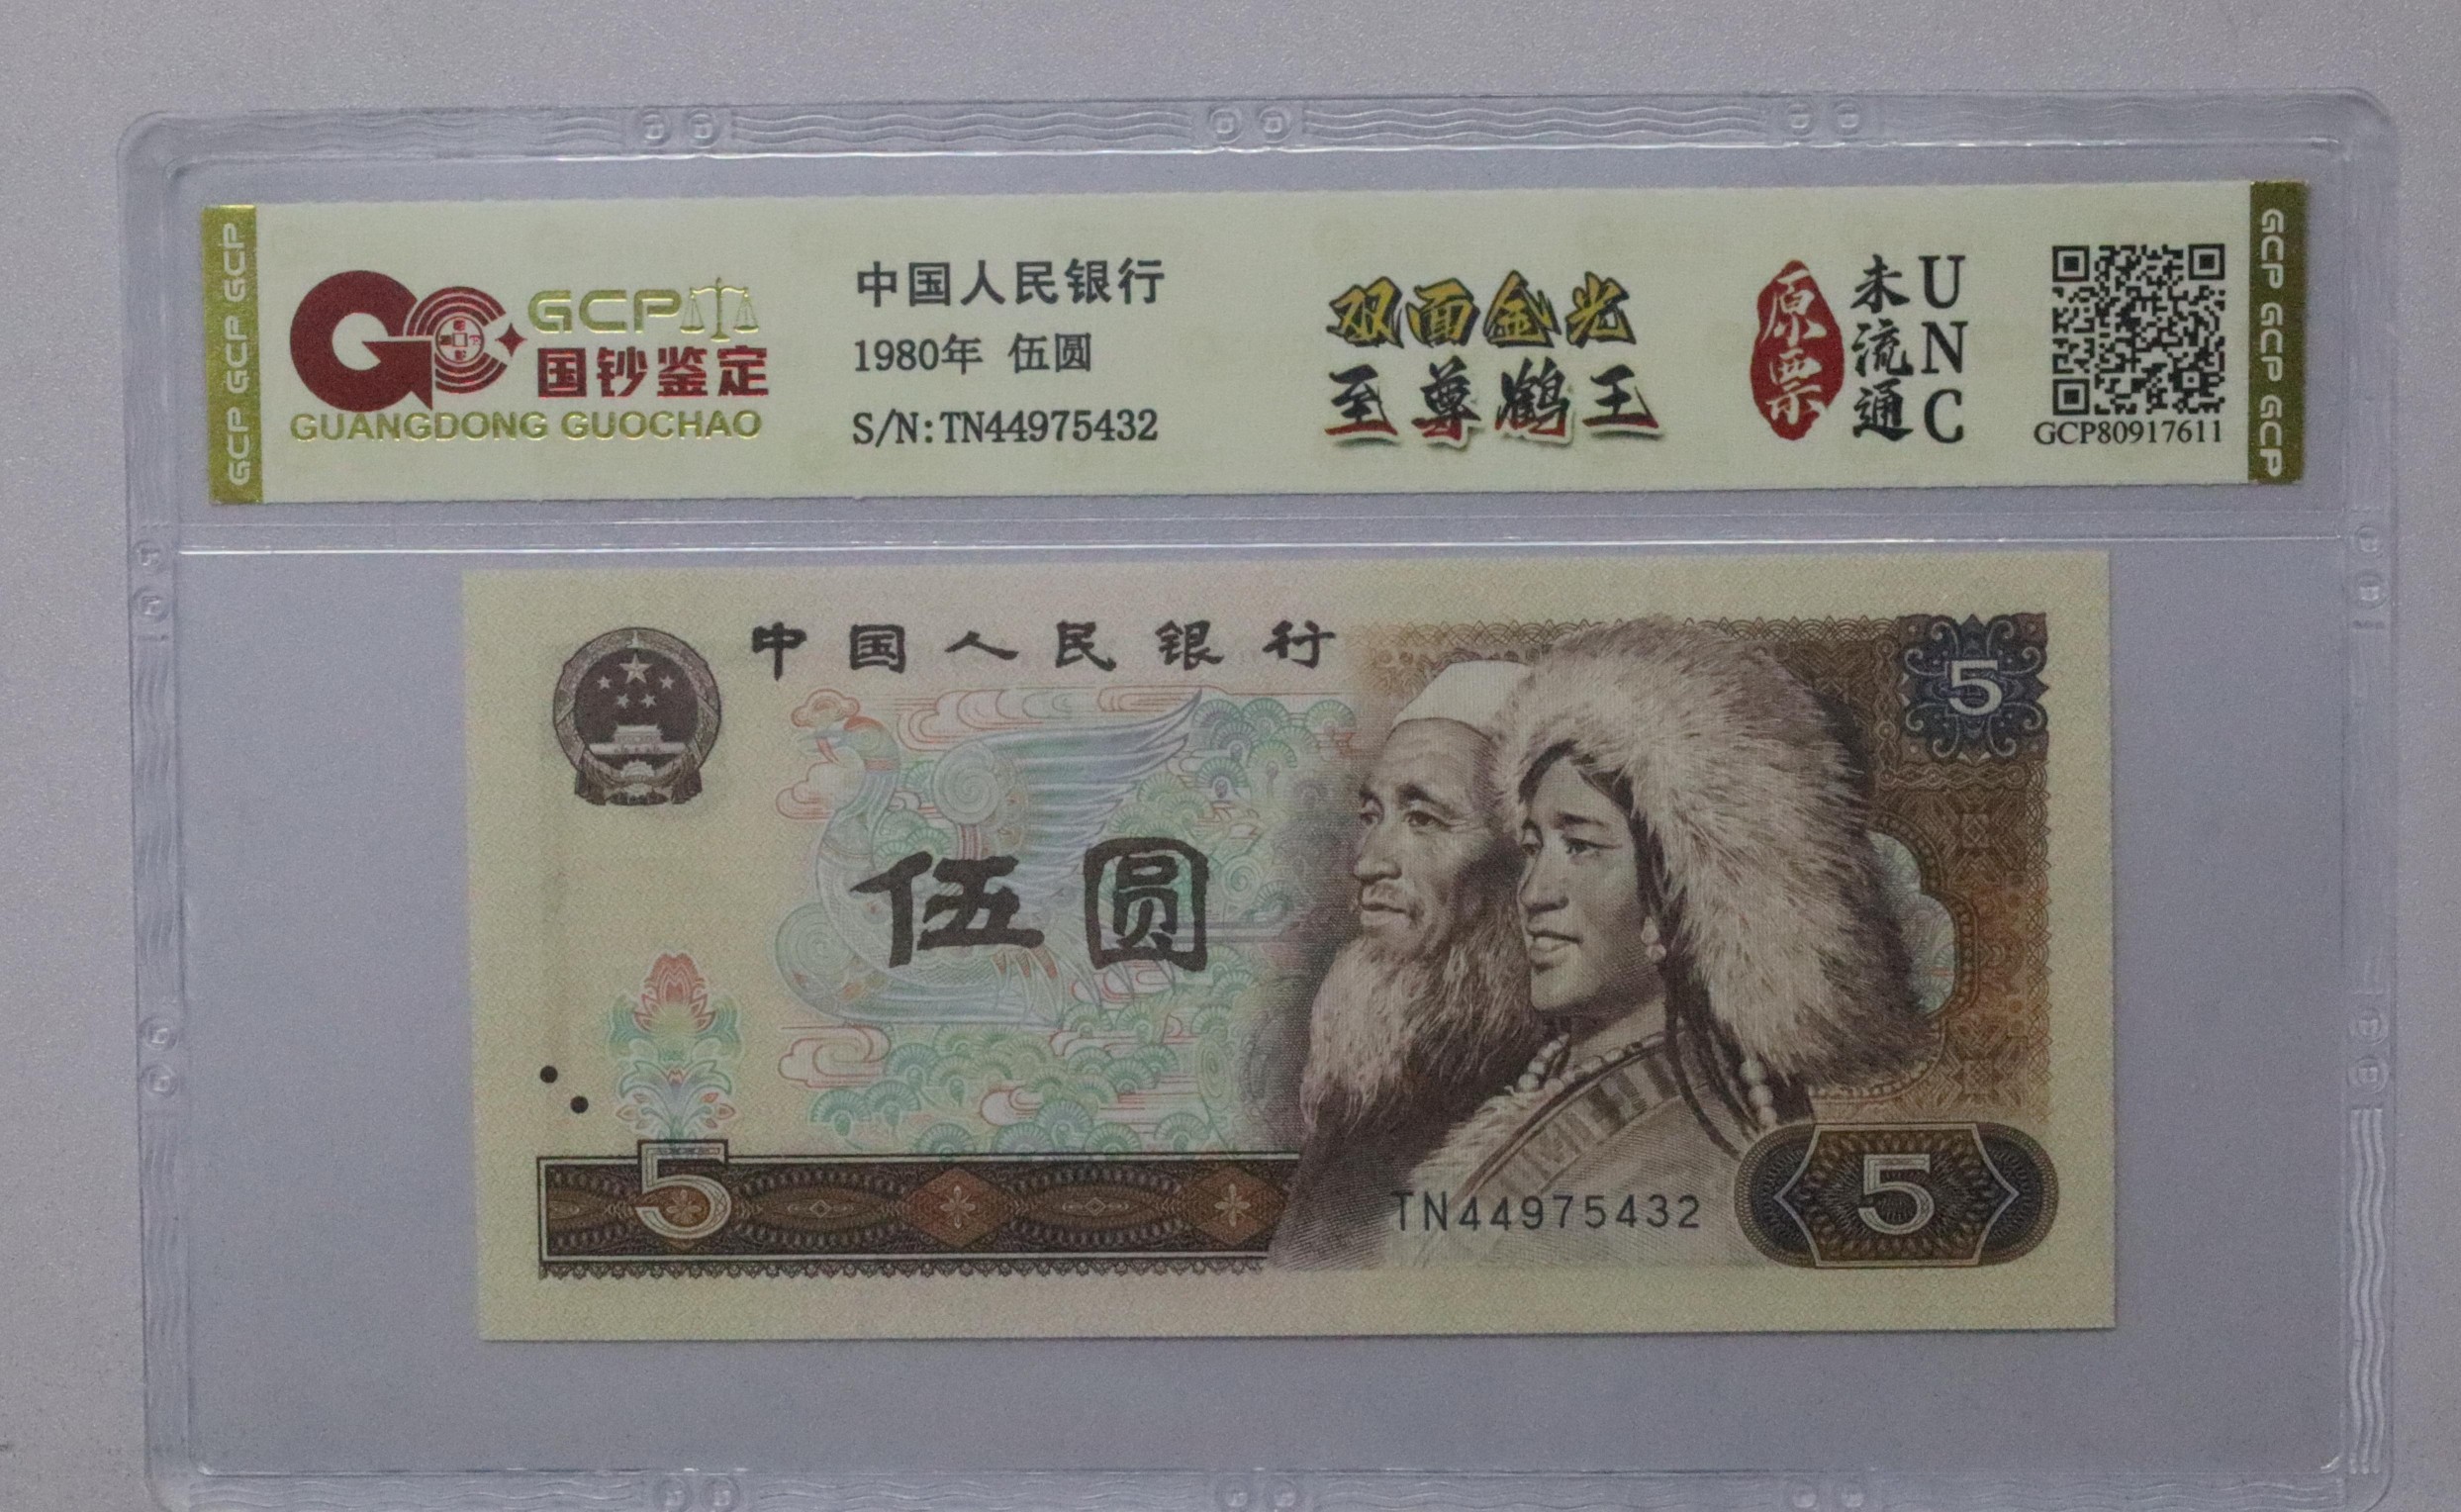 GCP GCP GCP
GCP
国钞鉴定
GUANGDONG GUOCHAO
中国人民银行
1980年 伍圆
S/N:TN44975432
双面金光
至尊鹤王
原票
未流通
UNC
GCP80917611
GCP GCP GCP
中国人民银行
5
伍圆
5
TN44975432
5